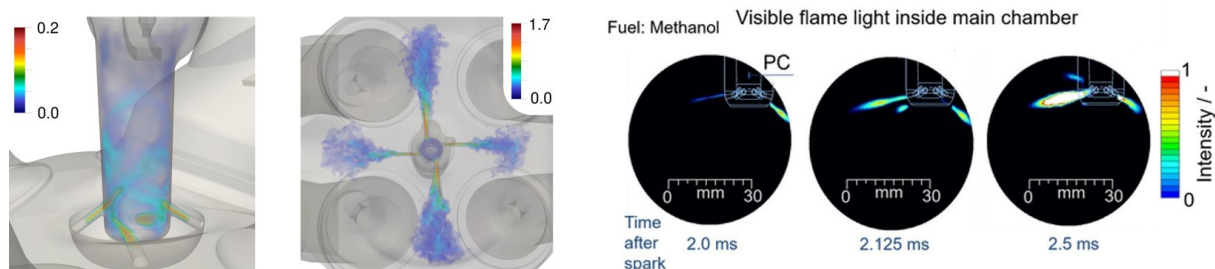 0.2
0.0
1.7
0.0
Fuel: Methanol
Visible flame light inside main chamber
PC
0 mm 30
0 mm 30
0 mm 30
1
0
Intensity / -
Time
after
spark
2.0 ms
2.125 ms
2.5 ms